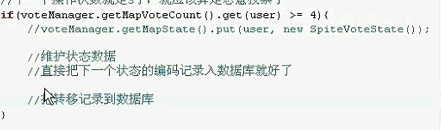 if(voteManager.getMapVoteCount().get(user) >= 4){
//voteManager.getMapState().put(user, new SpiteVoteState());
//维护状态数据
//直接把下一个状态的编码记录入数据库就好了
//转移记录到数据库
}